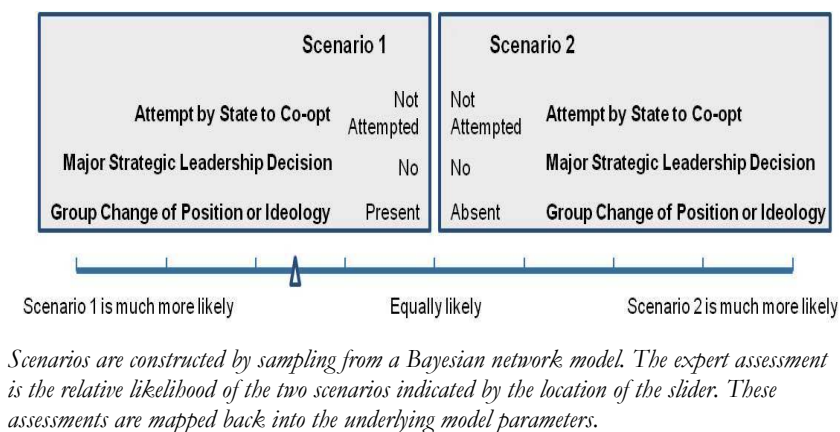 Scenario 1
Not
Attempt by State to Co-opt Attempted
Major Strategic Leadership Decision No
Group Change of Position or Ideology Present
Scenario 2
Not
Attempted Attempt by State to Co-opt
No Major Strategic Leadership Decision
Absent Group Change of Position or Ideology
Scenario 1 is much more likely Equally likely Scenario 2 is much more likely
Scenarios are constructed by sampling from a Bayesian network model. The expert assessment
is the relative likelihood of the two scenarios indicated by the location of the slider. These
assessments are mapped back into the underlying model parameters.